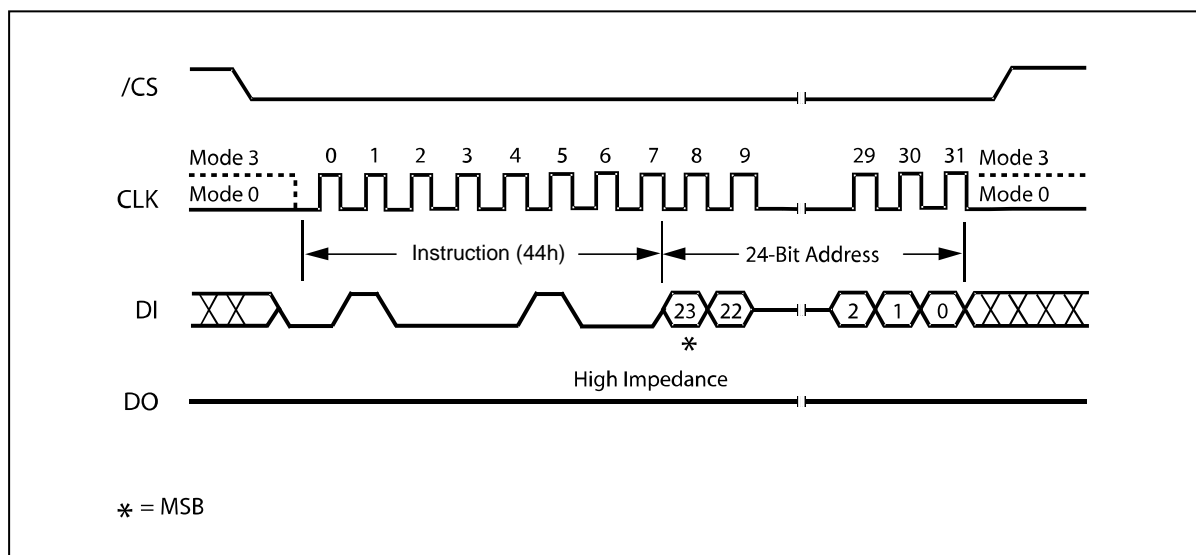 /CS
Mode 3
0 1 2 3 4 5 6 7 8 9 29 30 31
Mode 3
CLK
Mode 0
Mode 0
Instruction (44h)
24-Bit Address
DI
23 22 2 1 0
*
High Impedance
DO
* = MSB